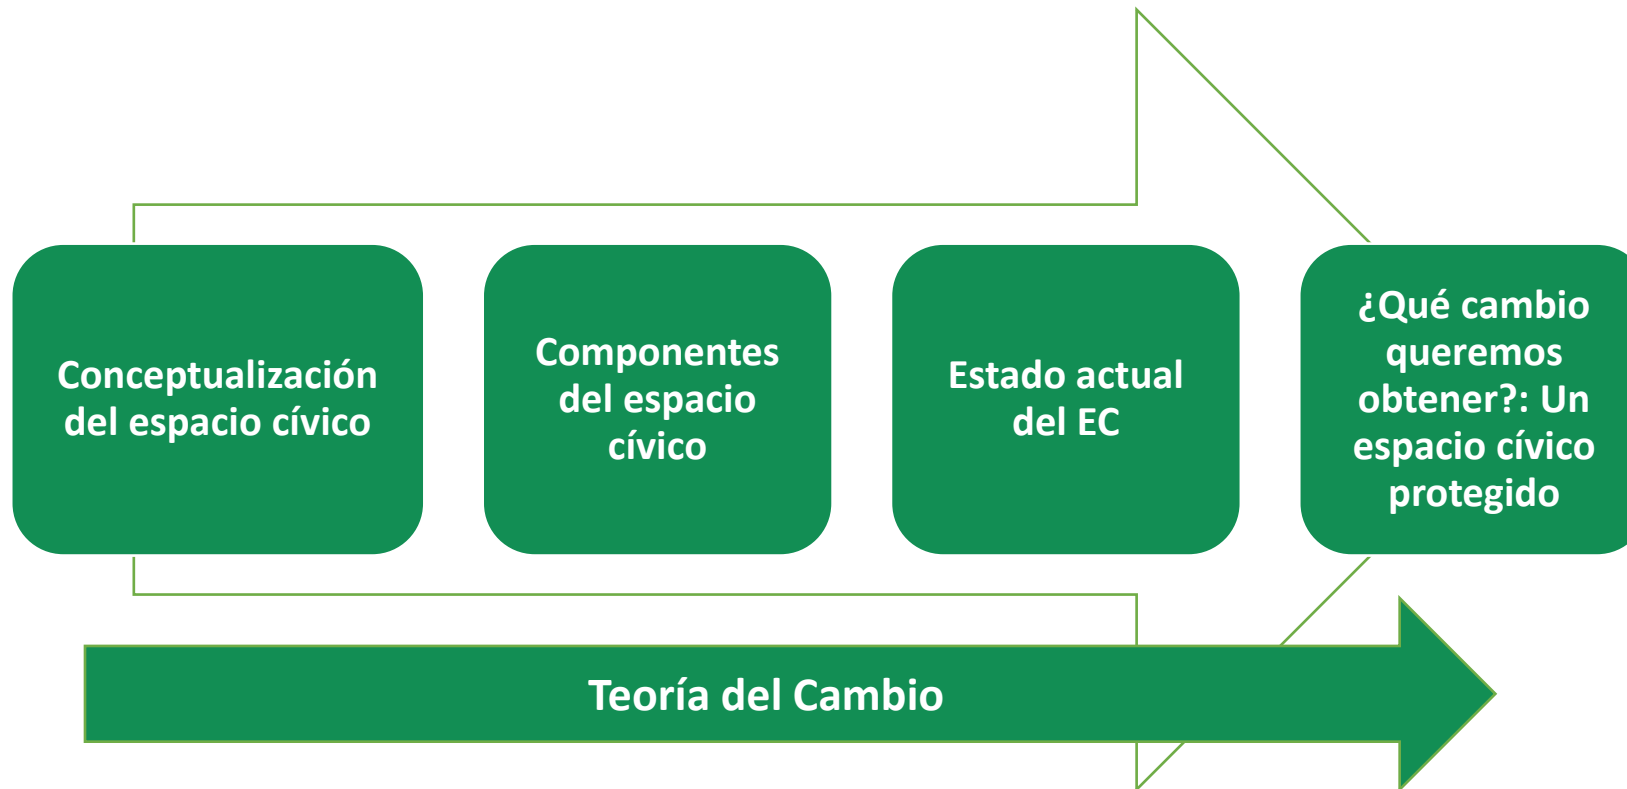 Conceptualización
del espacio cívico
Componentes
del espacio
cívico
Estado actual
del EC
¿Qué cambio
queremos
obtener?: Un
espacio cívico
protegido
Teoría del Cambio